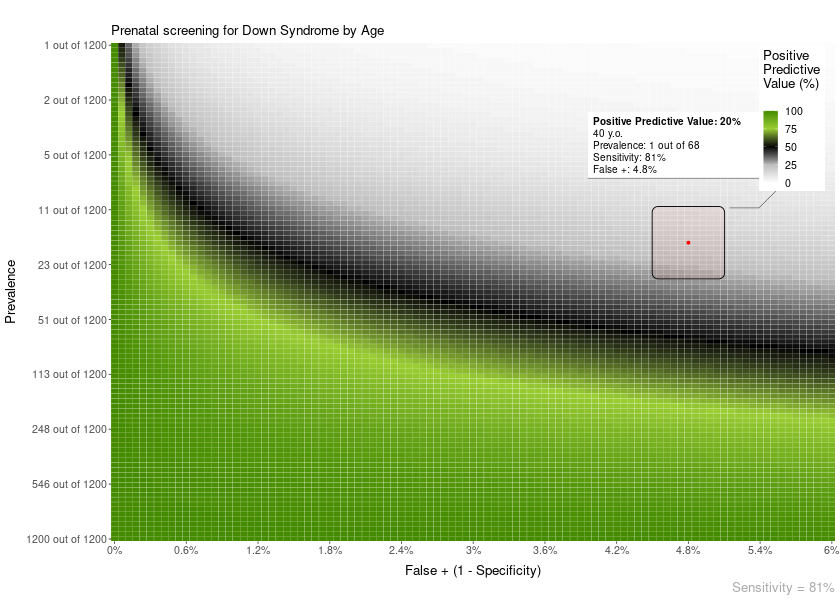 Prenatal screening for Down Syndrome by Age
1 out of 1200
2 out of 1200
5 out of 1200
11 out of 1200
23 out of 1200
51 out of 1200
113 out of 1200
248 out of 1200
546 out of 1200
1200 out of 1200
Prevalence
0%
0.6%
1.2%
1.8%
2.4%
3%
3.6%
4.2%
4.8%
5.4%
6%
False + (1 - Specificity)
Positive Predictive Value: 20%
40 y.o.
Prevalence: 1 out of 68
Sensitivity: 81%
False +: 4.8%
Positive
Predictive
Value (%)
100
75
50
25
0
Sensitivity = 81%